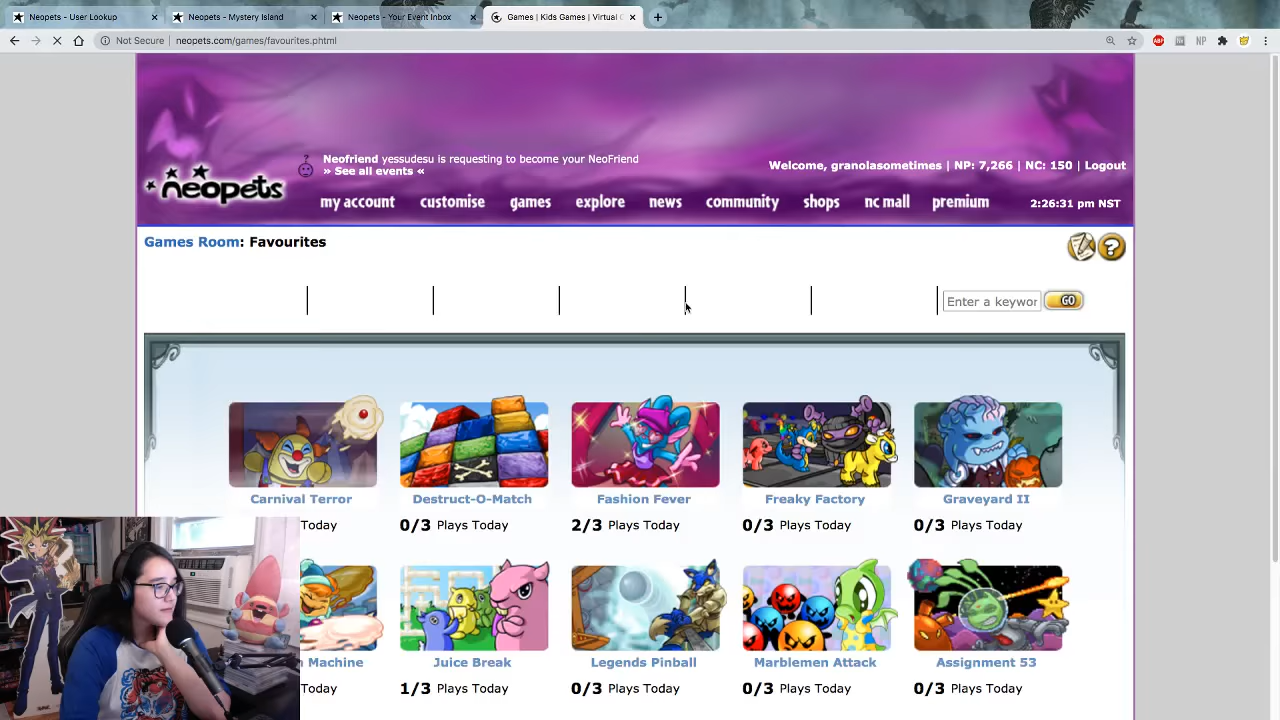 Neopets - User Lookup
Neopets - Mystery Island
Neopets - Your Event Inbox
Games | Kids Games | Virtual
Not Secure | neopets.com/games/favourites.phtml
ABP
NP
Neofriend yessudesu is requesting to become your NeoFriend
» See all events «
Welcome, granolasometimes | NP: 7,266 | NC: 150 | Logout
neopets
my account
customise
games
explore
news
community
shops
nc mall
premium
2:26:31 pm NST
Games Room: Favourites
Enter a keywor
GO
Carnival Terror
Destruct-O-Match
Fashion Fever
Freaky Factory
Graveyard II
Today
0/3 Plays Today
2/3 Plays Today
0/3 Plays Today
0/3 Plays Today
Machine
Juice Break
Legends Pinball
Marblemen Attack
Assignment 53
Today
1/3 Plays Today
0/3 Plays Today
0/3 Plays Today
0/3 Plays Today